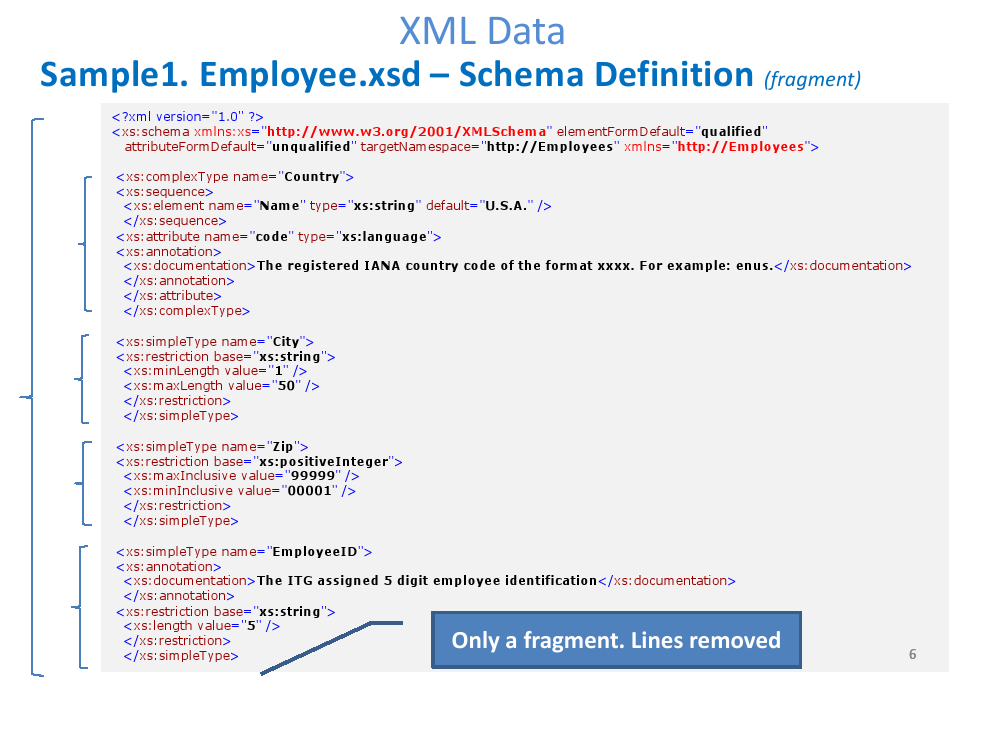 XML Data
Sample1. Employee.xsd – Schema Definition (fragment)
<?xml version="1.0" ?>
<xs:schema xmlns:xs="http://www.w3.org/2001/XMLSchema" elementFormDefault="qualified"
attributeFormDefault="unqualified" targetNamespace="http://Employees" xmlns="http://Employees">
<xs:complexType name="Country">
<xs:sequence>
<xs:element name="Name" type="xs:string" default="U.S.A." />
</xs:sequence>
<xs:attribute name="code" type="xs:language">
<xs:annotation>
<xs:documentation>The registered IANA country code of the format xxxx. For example: enus.</xs:documentation>
</xs:annotation>
</xs:attribute>
</xs:complexType>
<xs:simpleType name="City">
<xs:restriction base="xs:string">
<xs:minLength value="1" />
<xs:maxLength value="50" />
</xs:restriction>
</xs:simpleType>
<xs:simpleType name="Zip">
<xs:restriction base="xs:positiveInteger">
<xs:maxInclusive value="99999" />
<xs:minInclusive value="00001" />
</xs:restriction>
</xs:simpleType>
<xs:simpleType name="EmployeeID">
<xs:annotation>
<xs:documentation>The ITG assigned 5 digit employee identification</xs:documentation>
</xs:annotation>
<xs:restriction base="xs:string">
<xs:length value="5" />
</xs:restriction>
</xs:simpleType>
Only a fragment. Lines removed
6